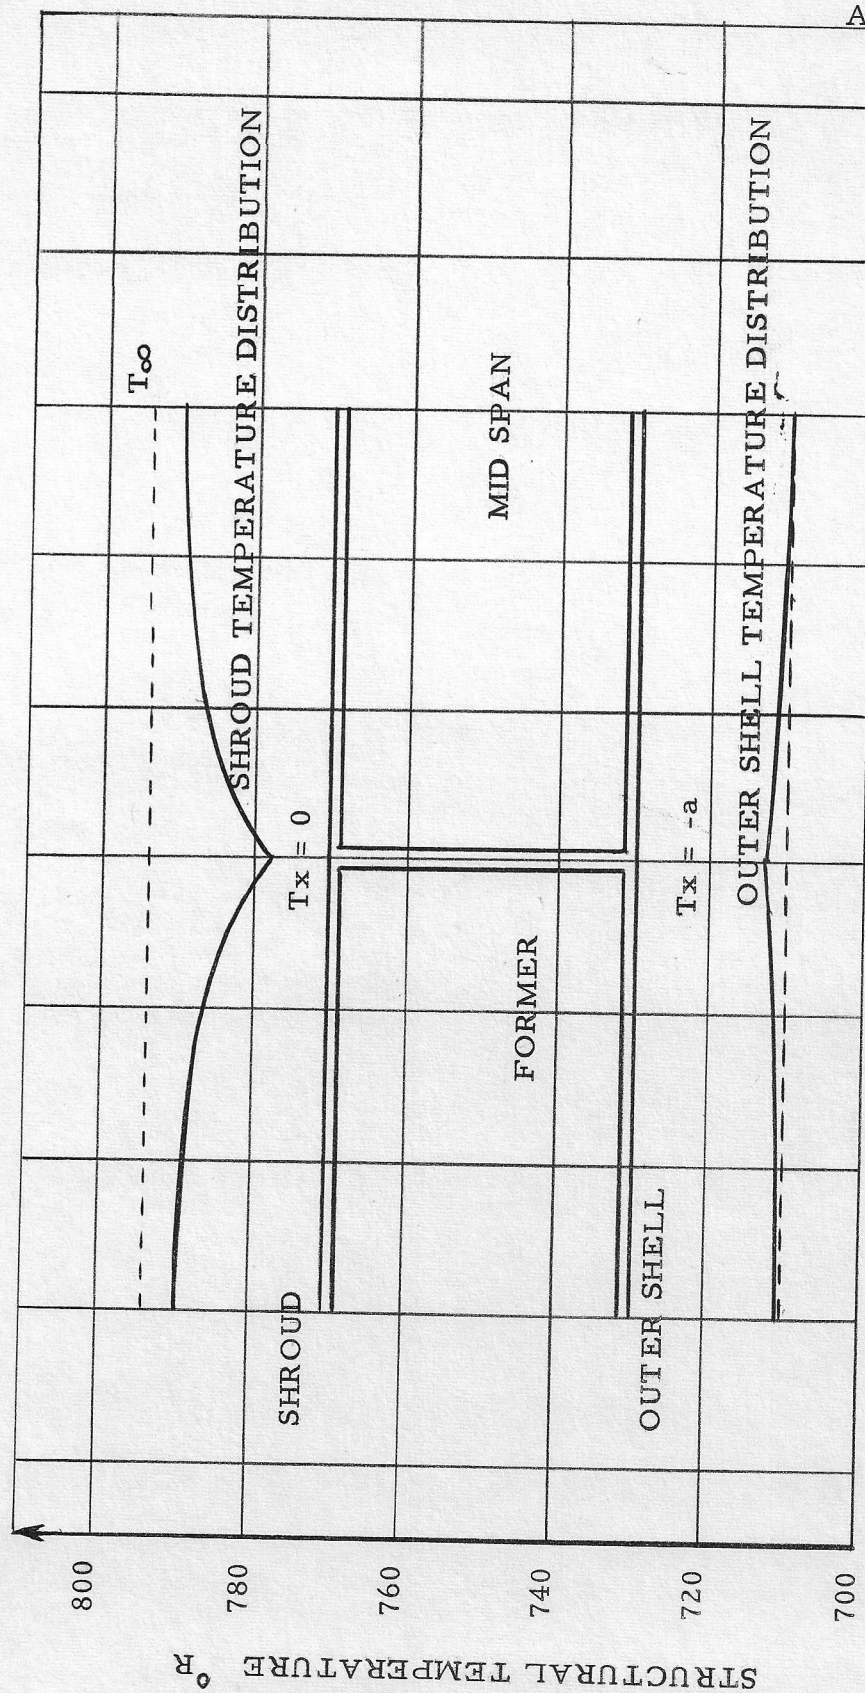 A
T∞
SHROUD TEMPERATURE DISTRIBUTION
Tx = 0
MID SPAN
FORMER
SHROUD
Tx = -a
OUTER SHELL
OUTER SHELL TEMPERATURE DISTRIBUTION
800
780
760
740
720
700
STRUCTURAL TEMPERATURE °R